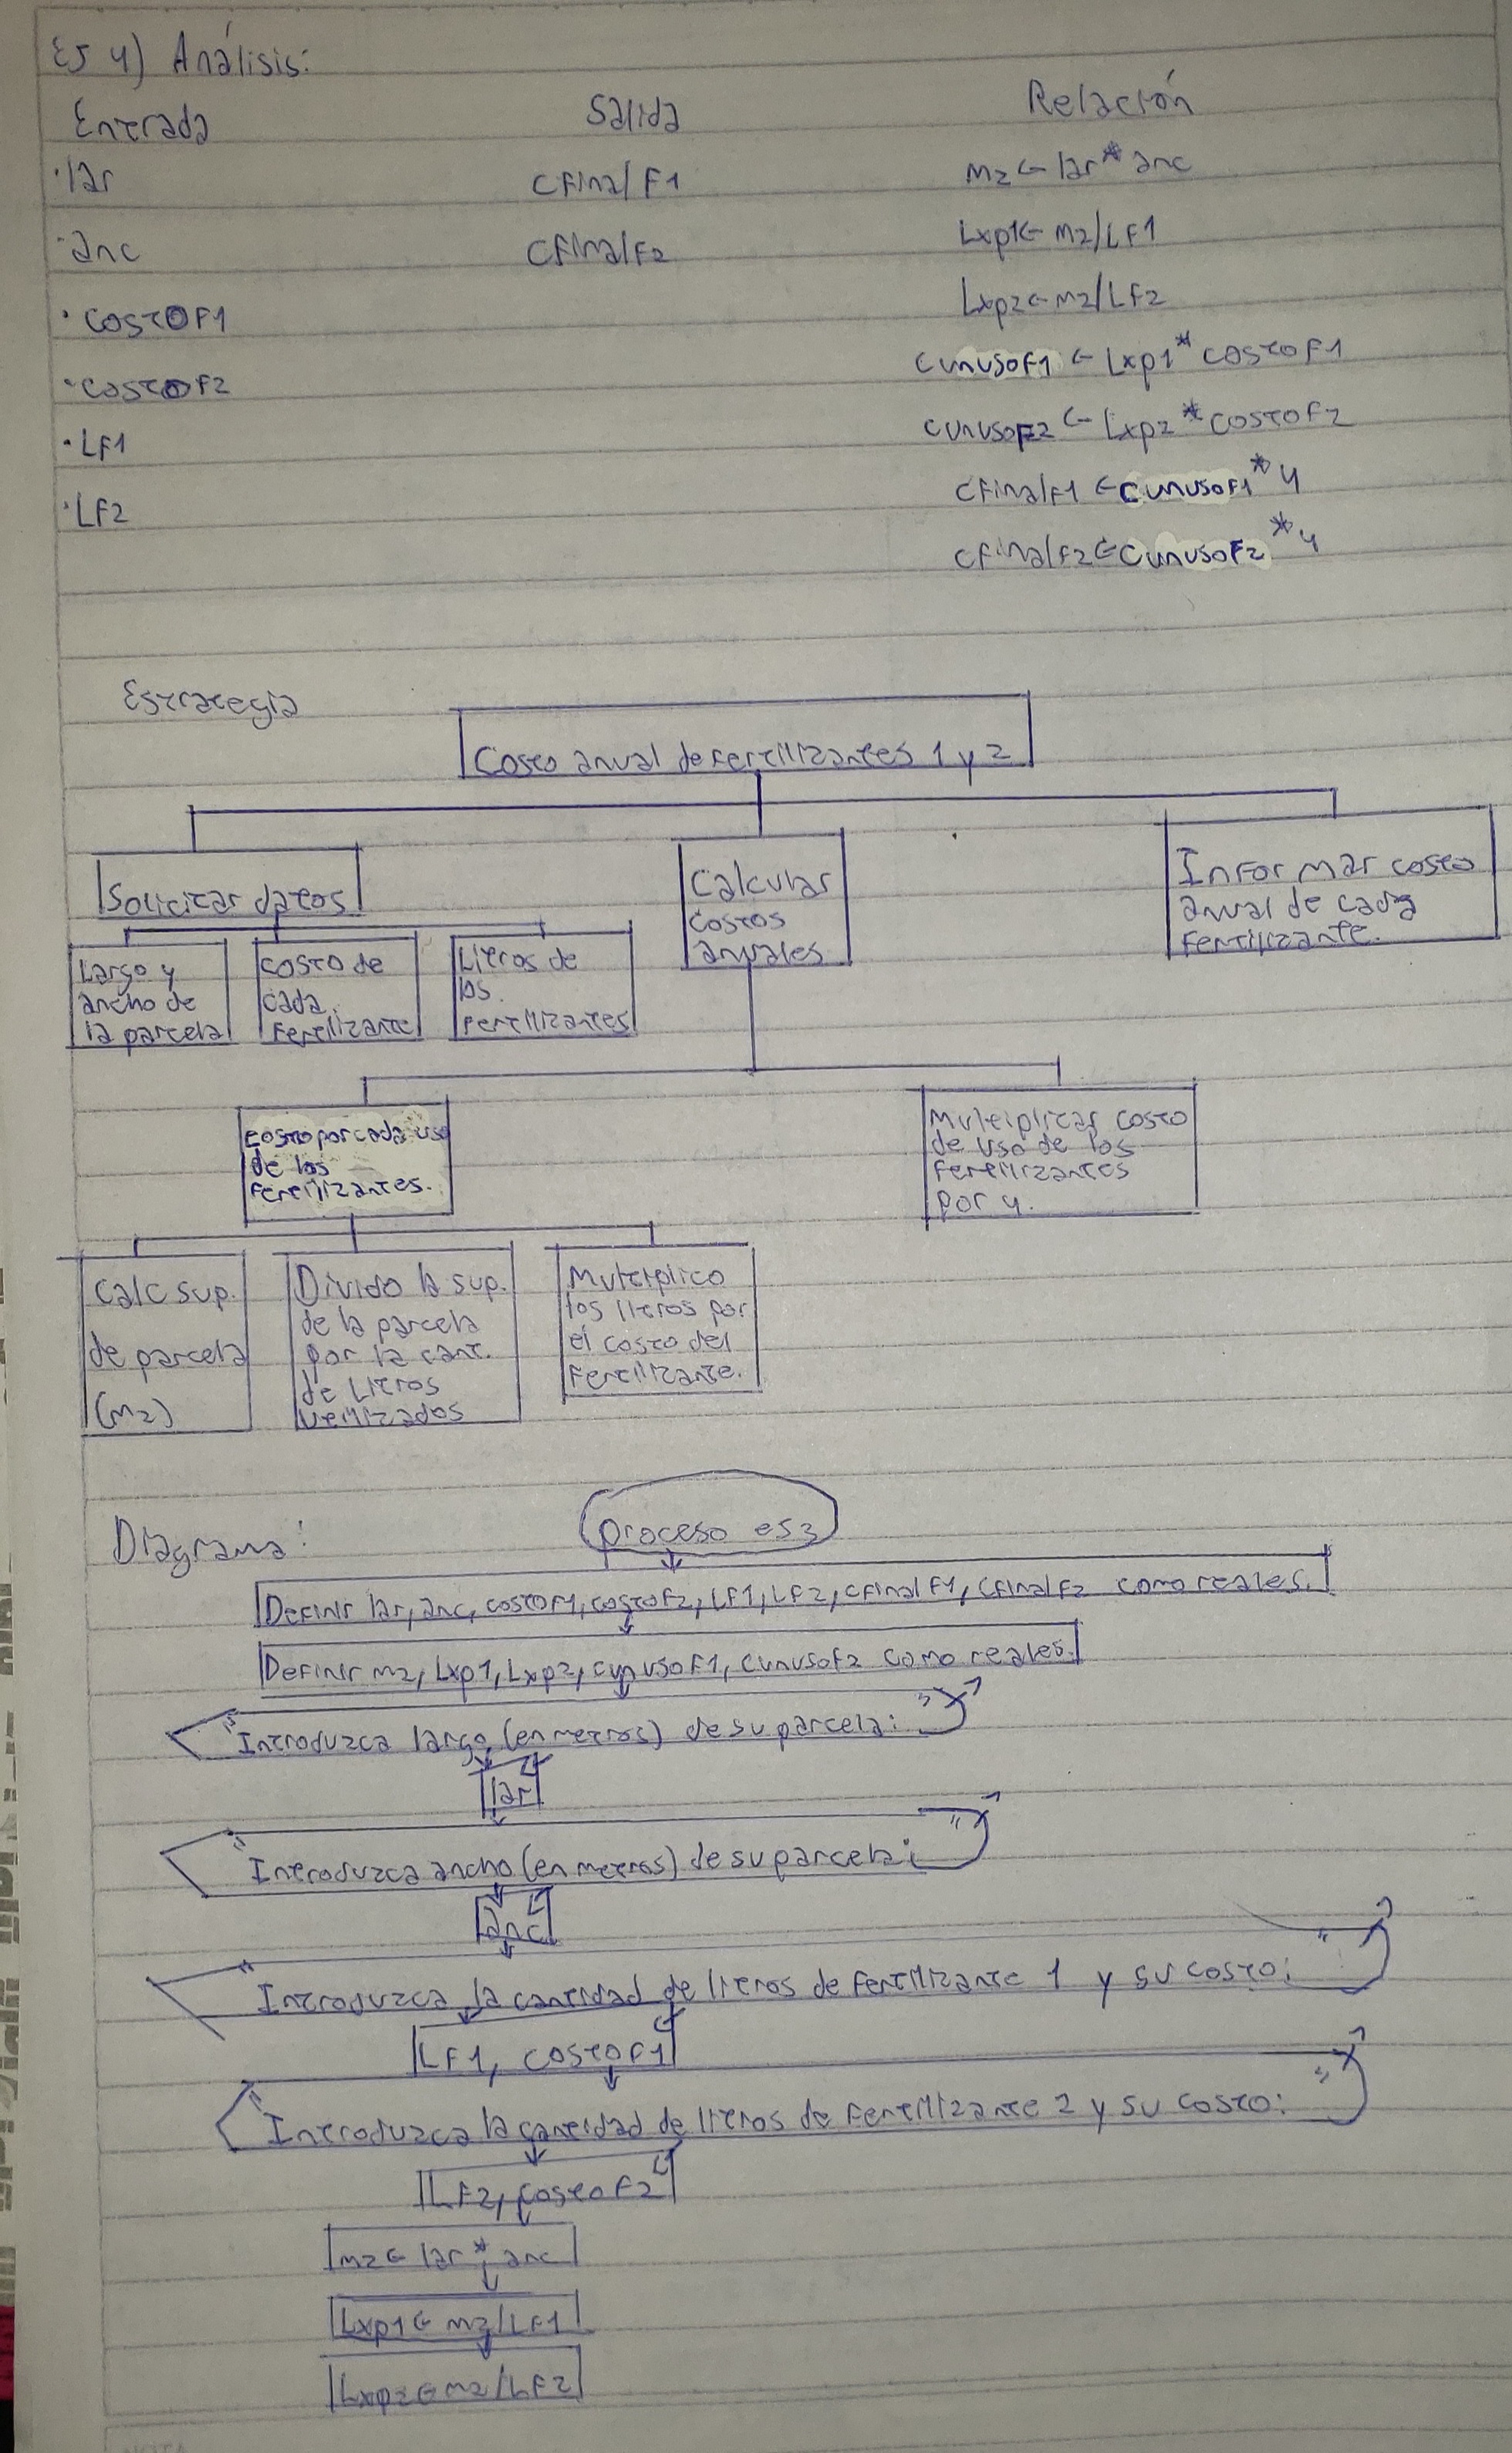 EJ 4) Análisis:
Entrada Salida Relación
·lar cfinalF1 m2 ← lar * anc
·anc cfinalF2 Lxp1 ← m2/LF1
·costoF1 Lxp2 ← m2/LF2
·costoF2 cunusoF1 ← Lxp1 * costoF1
·LF1 cunusoF2 ← Lxp2 * costoF2
·LF2 cfinalF1 ← cunusoF1 * 4
cfinalF2 ← cunusoF2 * 4
Estrategia
Costo anual de fertilizantes 1 y 2
Solicitar datos
Calcular
costos
anuales
Informar costo
anual de cada
fertilizante.
Largo y
ancho de
la parcela
costo de
cada
fertilizante
Litros de
los
fertilizantes
costo por cada uso
de los
fertilizantes.
Multiplicar costo
de uso de los
fertilizantes
por 4.
Calc sup.
de parcela
(m2)
Divido la sup.
de la parcela
por la cant.
de litros
utilizados
Multiplico
los litros por
el costo del
fertilizante.
Diagrama:
proceso ej3
Definir lar, anc, costoF1, costoF2, LF1, LF2, cfinalF1, cfinalF2 como reales.
Definir m2, Lxp1, Lxp2, cunusoF1, cunusoF2 como reales.
"Introduzca largo (en metros) de su parcela: "
lar
"Introduzca ancho (en metros) de su parcela: "
anc
"Introduzca la cantidad de litros de fertilizante 1 y su costo: "
LF1, costoF1
"Introduzca la cantidad de litros de fertilizante 2 y su costo: "
LF2, costoF2
m2 ← lar * anc
Lxp1 ← m2/LF1
Lxp2 ← m2/LF2